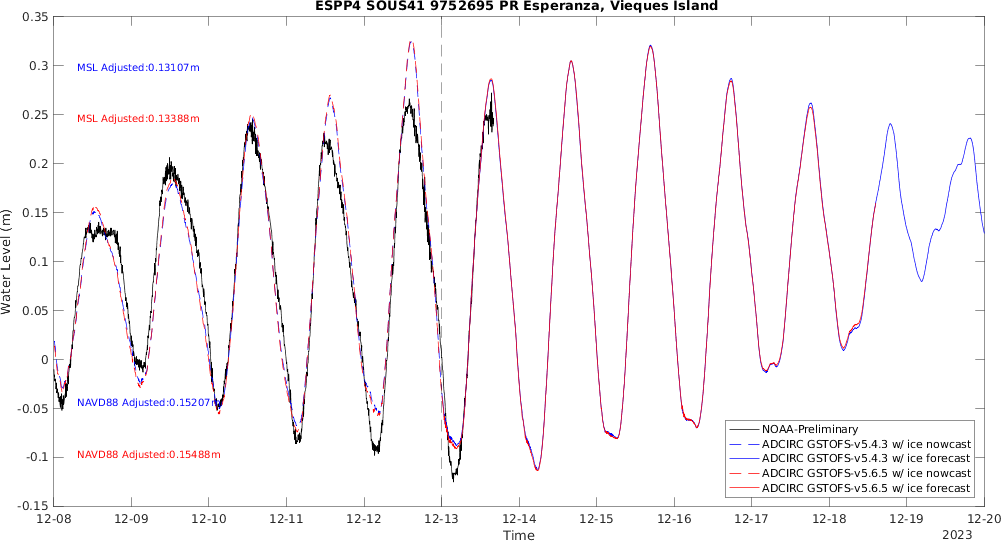 ESPP4 SOUS41 9752695 PR Esperanza, Vieques Island
0.35
0.3
0.25
0.2
0.15
0.1
0.05
0
-0.05
-0.1
-0.15
Water Level (m)
MSL Adjusted:0.13107m
MSL Adjusted:0.13388m
NAVD88 Adjusted:0.15207m
NAVD88 Adjusted:0.15488m
NOAA-Preliminary
ADCIRC GSTOFS-v5.4.3 w/ ice nowcast
ADCIRC GSTOFS-v5.4.3 w/ ice forecast
ADCIRC GSTOFS-v5.6.5 w/ ice nowcast
ADCIRC GSTOFS-v5.6.5 w/ ice forecast
12-08 12-09 12-10 12-11 12-12 12-13 12-14 12-15 12-16 12-17 12-18 12-19 12-20
Time
2023